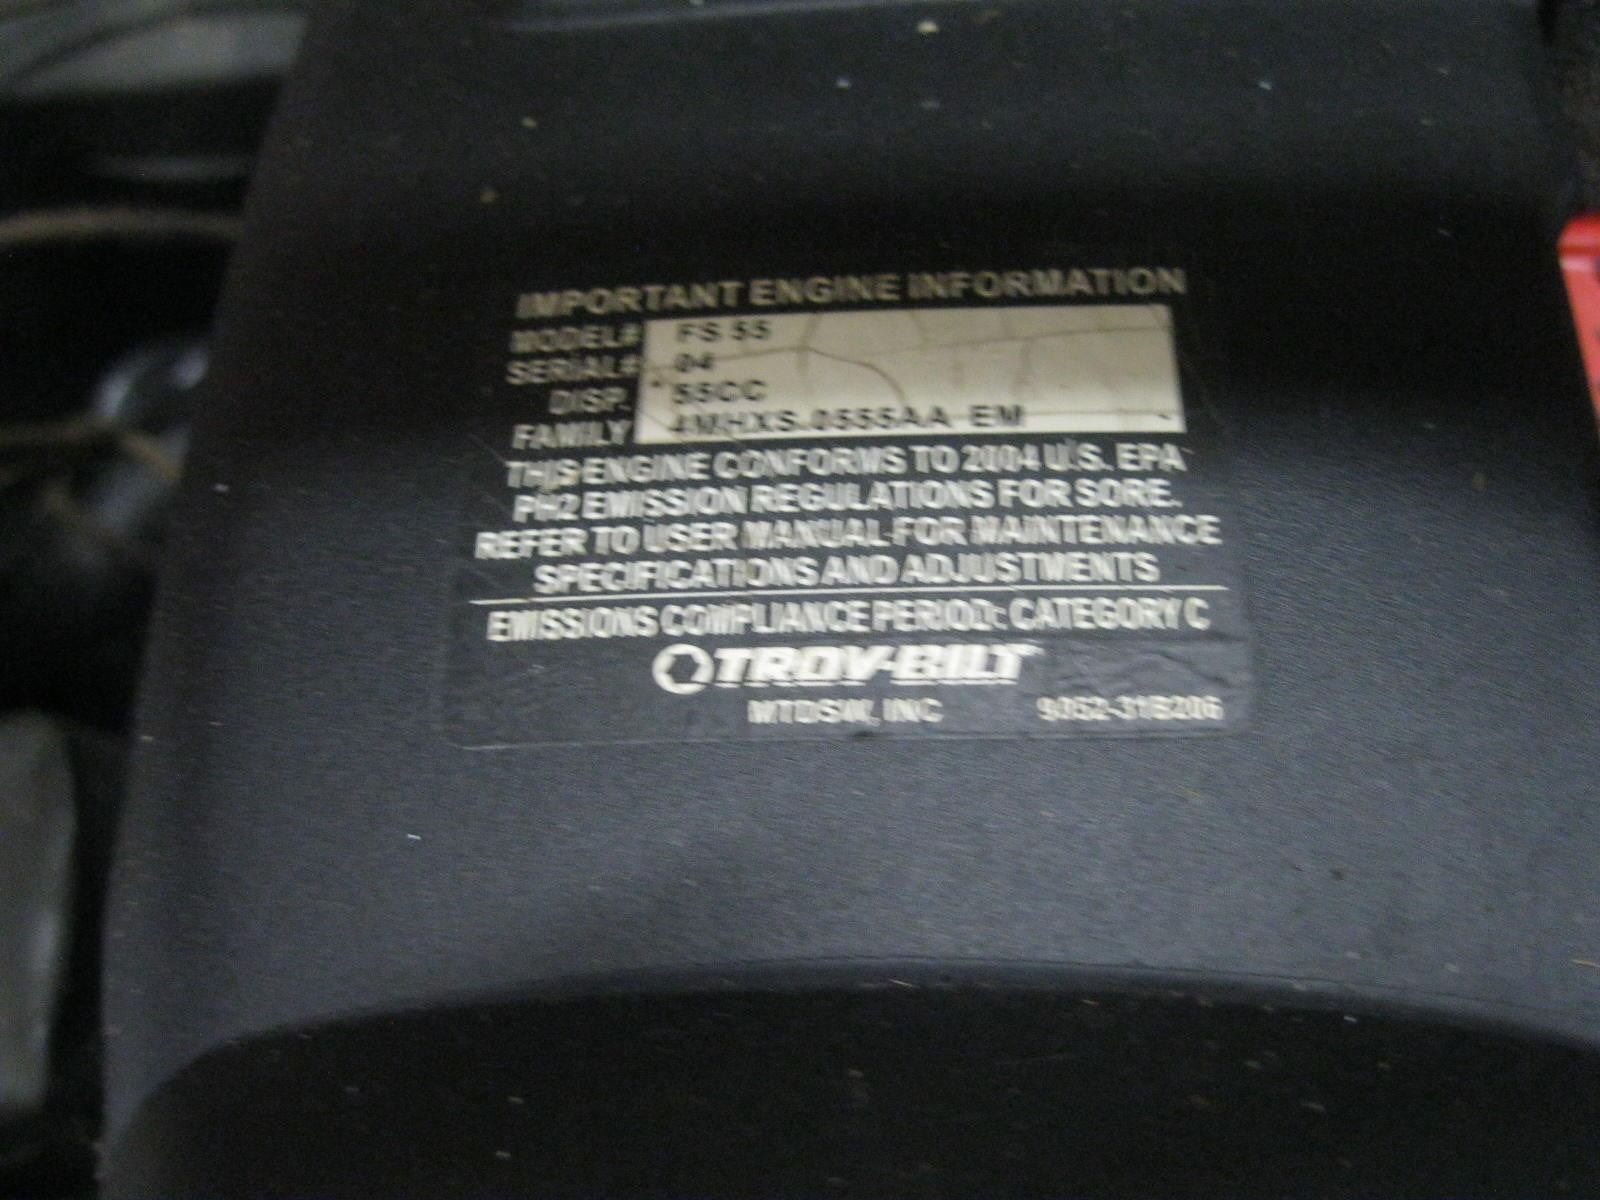 IMPORTANT ENGINE INFORMATION
MODEL# FS 55
SERIAL# 04
DISP. 55CC
FAMILY 4MHXS.0555AA EM
THIS ENGINE CONFORMS TO 2004 U.S. EPA
PH2 EMISSION REGULATIONS FOR SORE.
REFER TO USER MANUAL FOR MAINTENANCE
SPECIFICATIONS AND ADJUSTMENTS
EMISSIONS COMPLIANCE PERIOD: CATEGORY C
TROY-BILT
MTDSW, INC